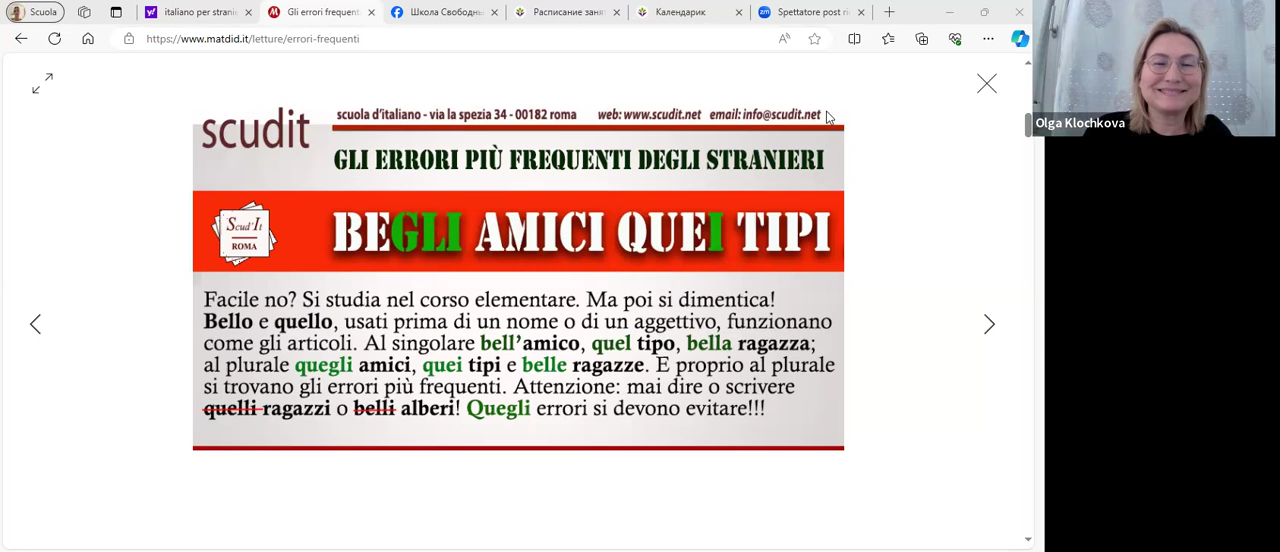 Scuola
italiano per strani
Gli errori frequent
Школа Свободны
Расписание заня
Календарик
Spettatore post ri
https://www.matdid.it/letture/errori-frequenti
Olga Klochkova
scudit
scuola d'italiano - via la spezia 34 - 00182 roma web: www.scudit.net email: info@scudit.net
GLI ERRORI PIÙ FREQUENTI DEGLI STRANIERI
SCUD'IT
ROMA
BEGLI AMICI QUEI TIPI
Facile no? Si studia nel corso elementare. Ma poi si dimentica!
Bello e quello, usati prima di un nome o di un aggettivo, funzionano
come gli articoli. Al singolare bell'amico, quel tipo, bella ragazza;
al plurale quegli amici, quei tipi e belle ragazze. E proprio al plurale
si trovano gli errori più frequenti. Attenzione: mai dire o scrivere
quelli ragazzi o belli alberi! Quegli errori si devono evitare!!!